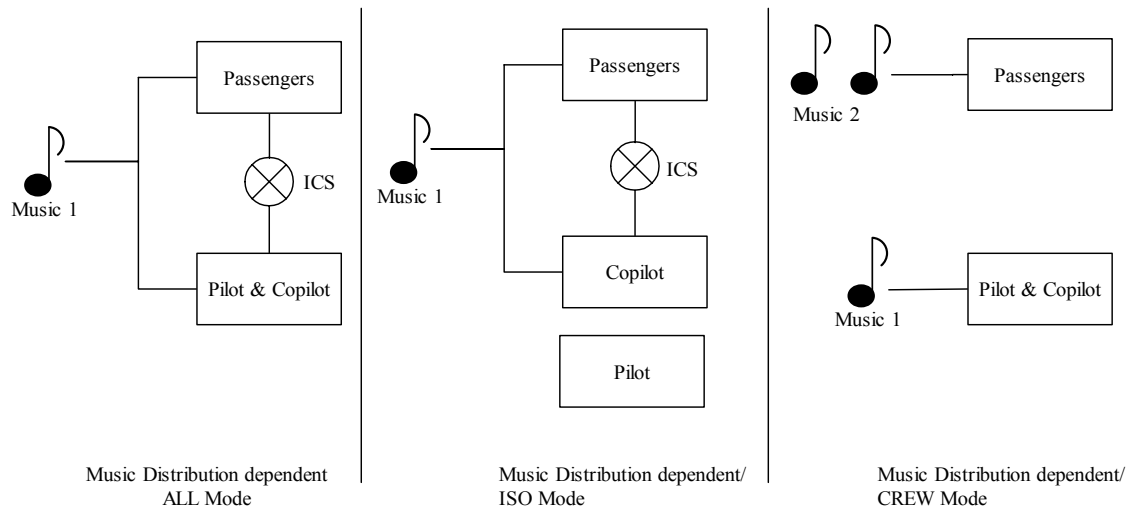 Passengers
ICS
Music 1
Pilot & Copilot
Music Distribution dependent
ALL Mode
Passengers
ICS
Music 1
Copilot
Pilot
Music Distribution dependent/
ISO Mode
Passengers
Music 2
Pilot & Copilot
Music 1
Music Distribution dependent/
CREW Mode